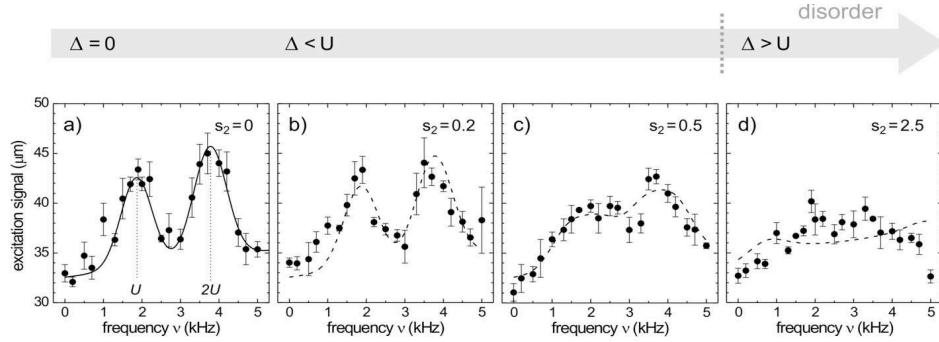 disorder
Δ = 0
Δ < U
Δ > U
a)
s2 = 0
b)
s2 = 0.2
c)
s2 = 0.5
d)
s2 = 2.5
50
45
40
35
30
excitation signal (μm)
U
2U
0 1 2 3 4 5
0 1 2 3 4 5
0 1 2 3 4 5
0 1 2 3 4 5
frequency ν (kHz)
frequency ν (kHz)
frequency ν (kHz)
frequency ν (kHz)